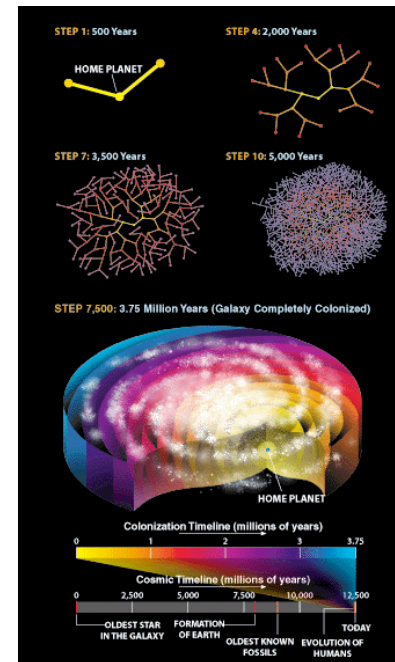 STEP 1: 500 Years
HOME PLANET
STEP 4: 2,000 Years
STEP 7: 3,500 Years
STEP 10: 5,000 Years
STEP 7,500: 3.75 Million Years (Galaxy Completely Colonized)
HOME PLANET
Colonization Timeline (millions of years)
0 1 2 3 3.75
Cosmic Timeline (millions of years)
0 2,500 5,000 7,500 10,000 12,500
OLDEST STAR
IN THE GALAXY
FORMATION
OF EARTH
OLDEST KNOWN
FOSSILS
EVOLUTION OF
HUMANS
TODAY